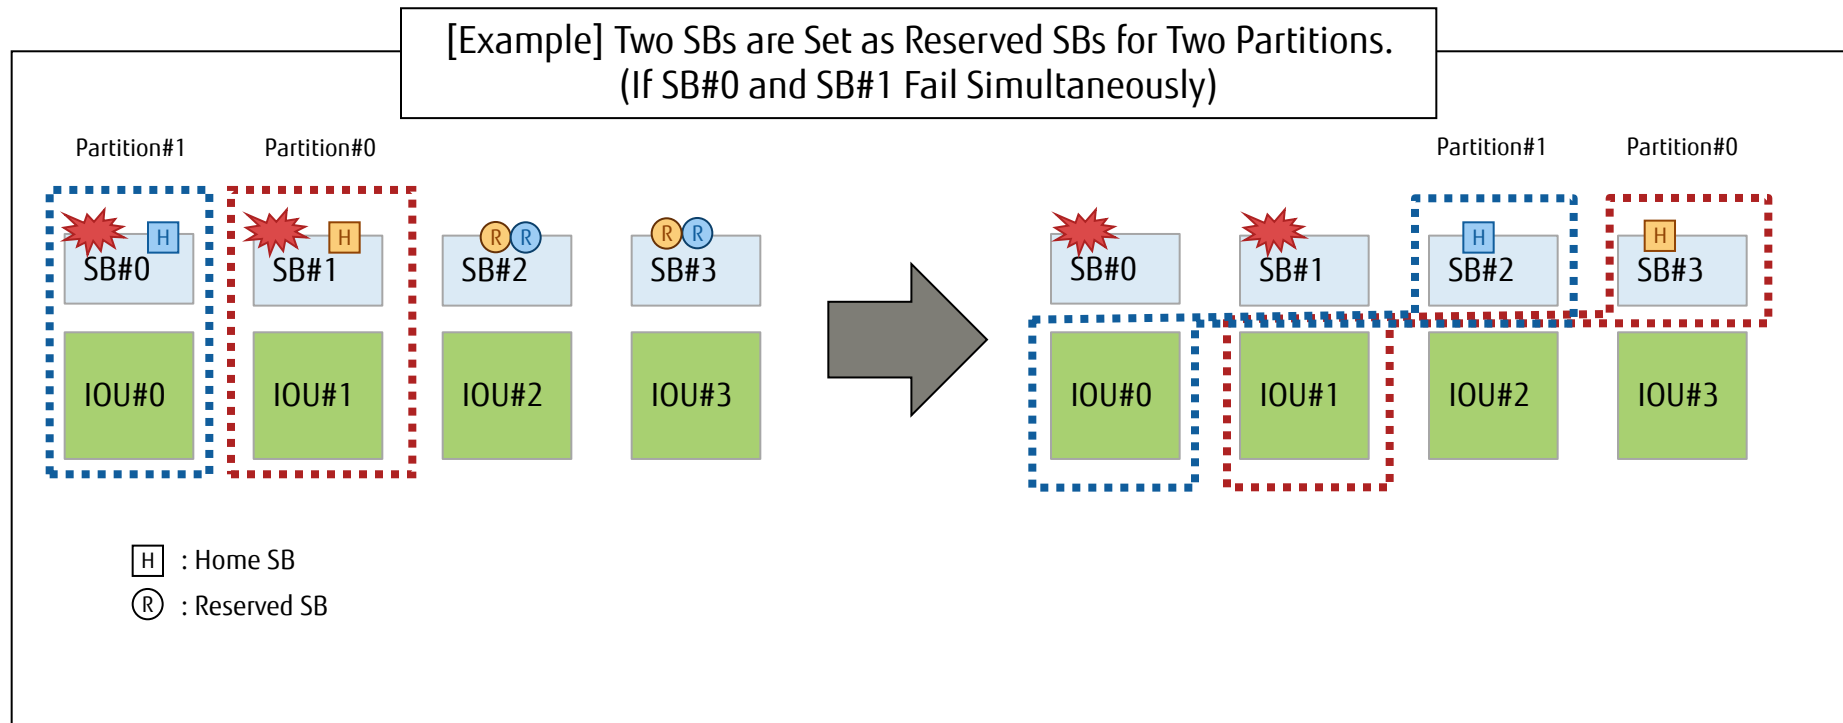 [Example] Two SBs are Set as Reserved SBs for Two Partitions.
(If SB#0 and SB#1 Fail Simultaneously)
Partition#1
Partition#0
H
SB#0
H
SB#1
R R
SB#2
R R
SB#3
IOU#0
IOU#1
IOU#2
IOU#3
Partition#1
Partition#0
SB#0
SB#1
H
SB#2
H
SB#3
IOU#0
IOU#1
IOU#2
IOU#3
H : Home SB
R : Reserved SB